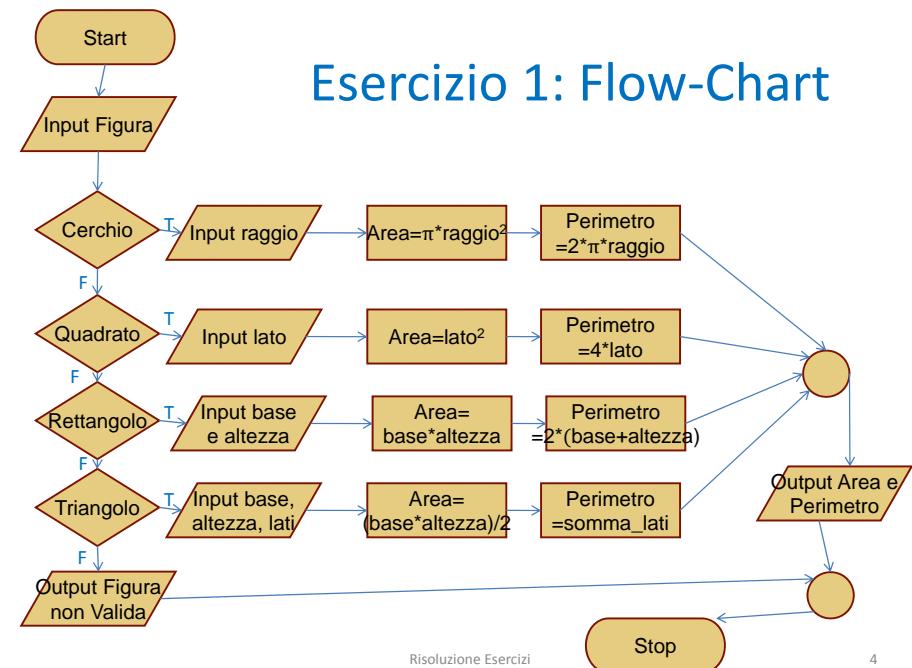 Start
Esercizio 1: Flow-Chart
Input Figura
Cerchio
T
Input raggio
Area=π*raggio²
Perimetro
=2*π*raggio
F
Quadrato
T
Input lato
Area=lato²
Perimetro
=4*lato
F
Rettangolo
T
Input base
e altezza
Area=
base*altezza
Perimetro
=2*(base+altezza)
F
Triangolo
T
Input base,
altezza, lati
Area=
(base*altezza)/2
Perimetro
=somma_lati
Output Area e
Perimetro
F
Output Figura
non Valida
Stop
Risoluzione Esercizi
4